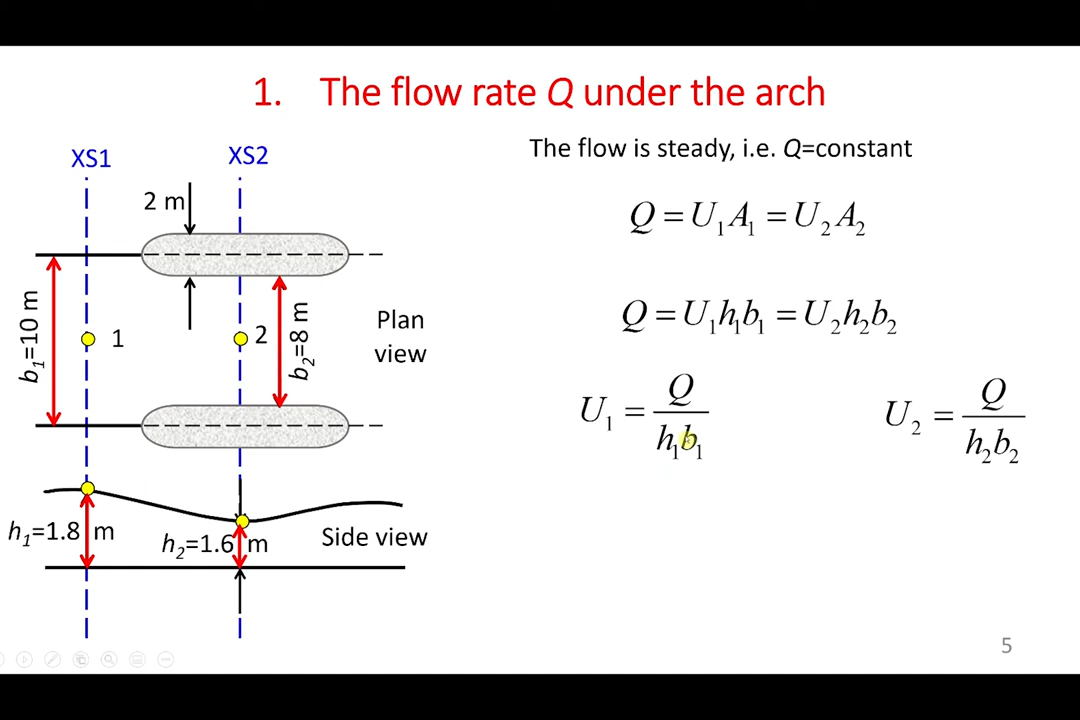 1. The flow rate Q under the arch
XS1
XS2
2 m
b₁=10 m
1
2
b₂=8 m
Plan
view
h₁=1.8 m
h₂=1.6 m
Side view
The flow is steady, i.e. Q=constant
Q = U₁A₁ = U₂A₂
Q = U₁h₁b₁ = U₂h₂b₂
U₁ = Q / h₁b₁
U₂ = Q / h₂b₂
5